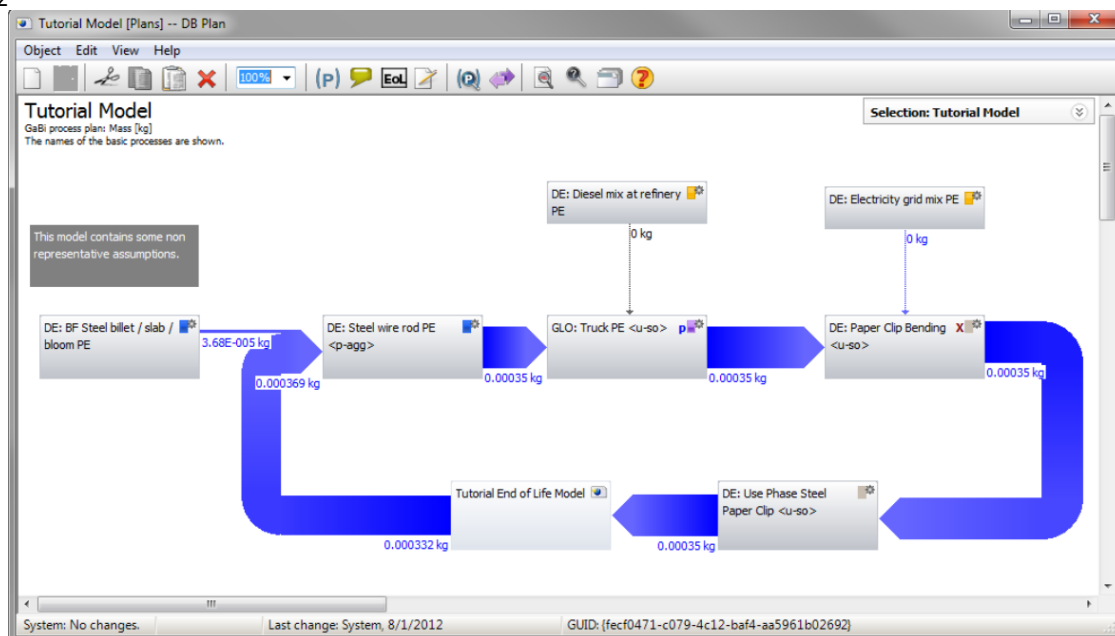 2
Tutorial Model [Plans] -- DB Plan
Object Edit View Help
100% (P) EoL (P) ?
Tutorial Model
GaBi process plan: Mass [kg]
The names of the basic processes are shown.
Selection: Tutorial Model
DE: Diesel mix at refinery
PE
DE: Electricity grid mix PE
0 kg
0 kg
This model contains some non
representative assumptions.
DE: BF Steel billet / slab /
bloom PE
3.68E-005 kg
DE: Steel wire rod PE
<p-agg>
0.000369 kg
0.00035 kg
GLO: Truck PE <u-so> p
0.00035 kg
DE: Paper Clip Bending X
<u-so>
0.00035 kg
Tutorial End of Life Model
0.000332 kg
DE: Use Phase Steel
Paper Clip <u-so>
0.00035 kg
System: No changes. Last change: System, 8/1/2012 GUID: {fecf0471-c079-4c12-baf4-aa5961b02692}